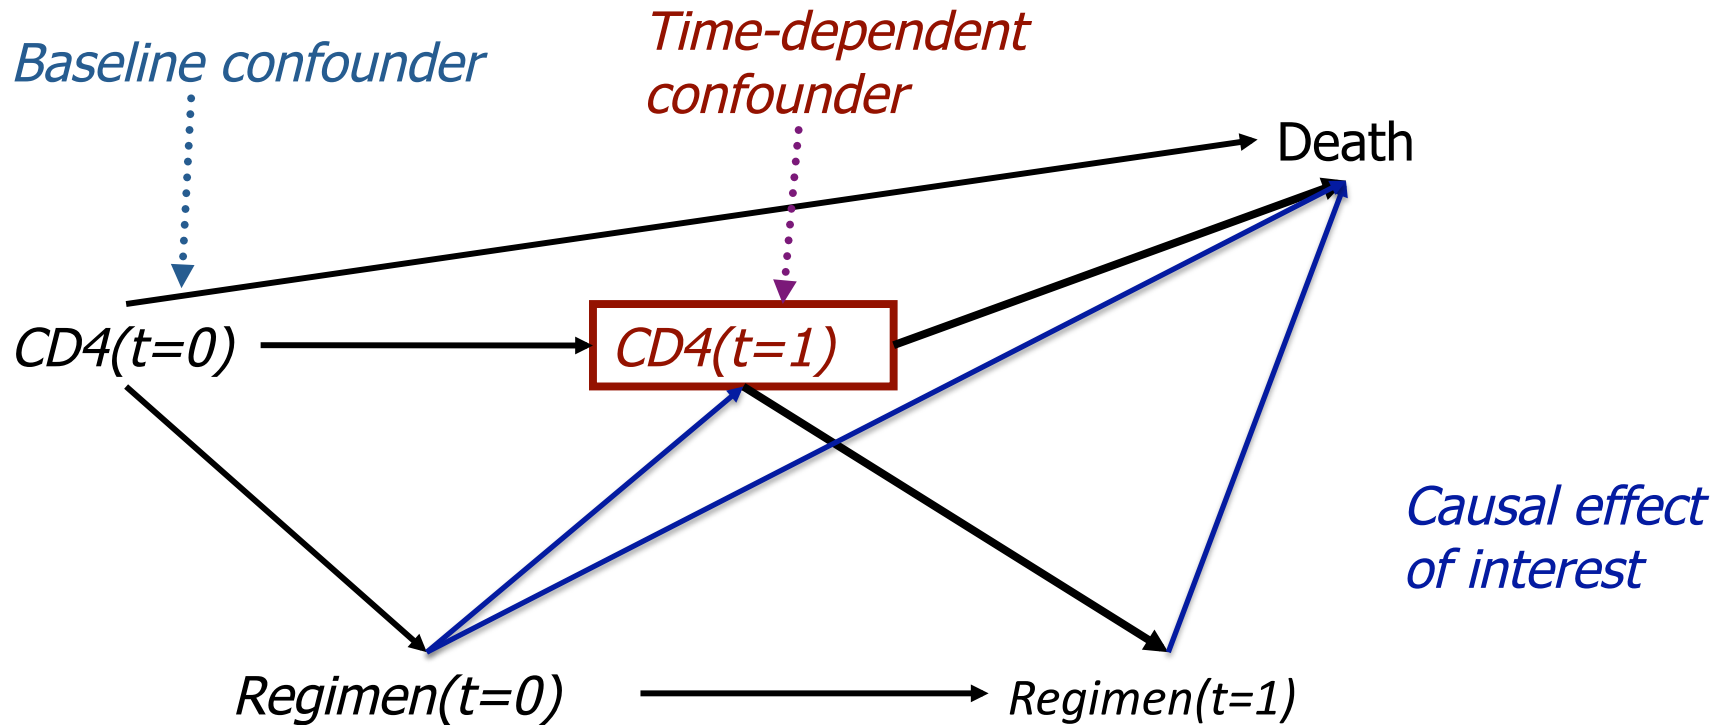 Baseline confounder
Time-dependent
confounder
Death
CD4(t=0)
CD4(t=1)
Causal effect
of interest
Regimen(t=0)
Regimen(t=1)